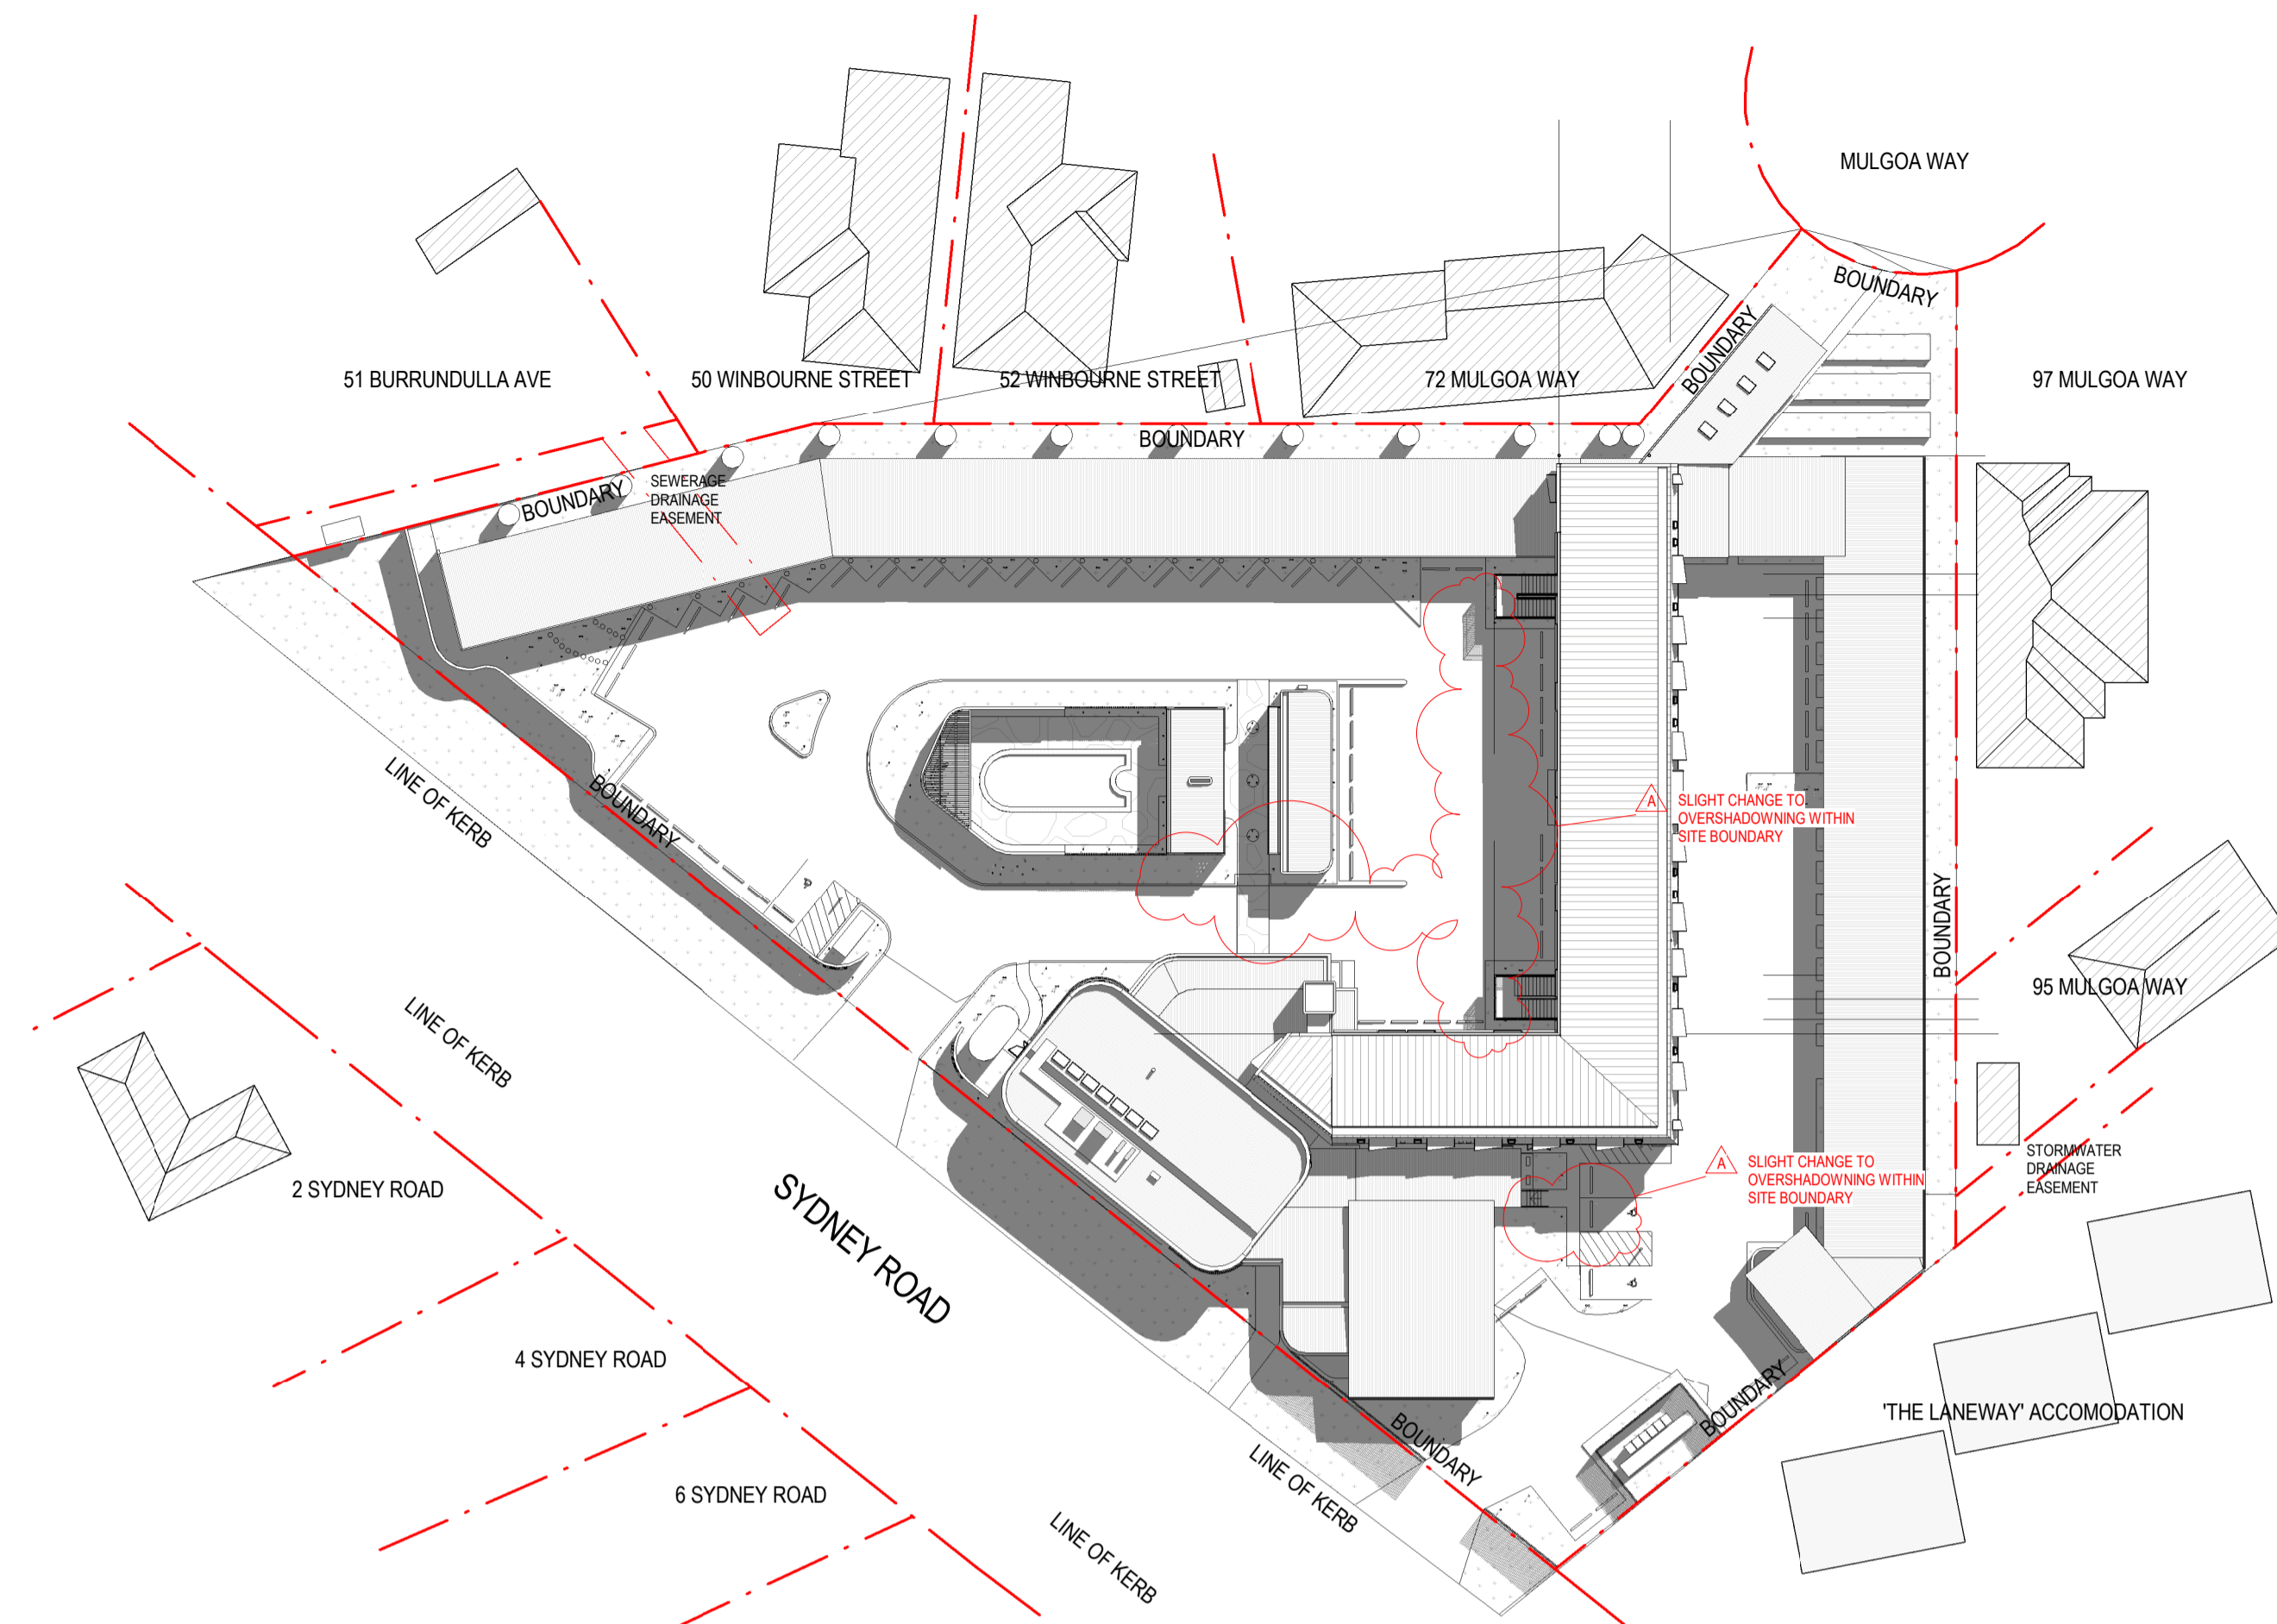 MULGOA WAY
BOUNDARY
BOUNDARY
51 BURRUNDULLA AVE
50 WINBOURNE STREET
52 WINBOURNE STREET
72 MULGOA WAY
97 MULGOA WAY
BOUNDARY
SEWERAGE
DRAINAGE
EASEMENT
BOUNDARY
LINE OF KERB
BOUNDARY
A
SLIGHT CHANGE TO
OVERSHADOWNING WITHIN
SITE BOUNDARY
BOUNDARY
95 MULGOA WAY
LINE OF KERB
STORMWATER
DRAINAGE
EASEMENT
A
SLIGHT CHANGE TO
OVERSHADOWNING WITHIN
SITE BOUNDARY
2 SYDNEY ROAD
SYDNEY ROAD
4 SYDNEY ROAD
BOUNDARY
'THE LANEWAY' ACCOMODATION
BOUNDARY
6 SYDNEY ROAD
LINE OF KERB
LINE OF KERB